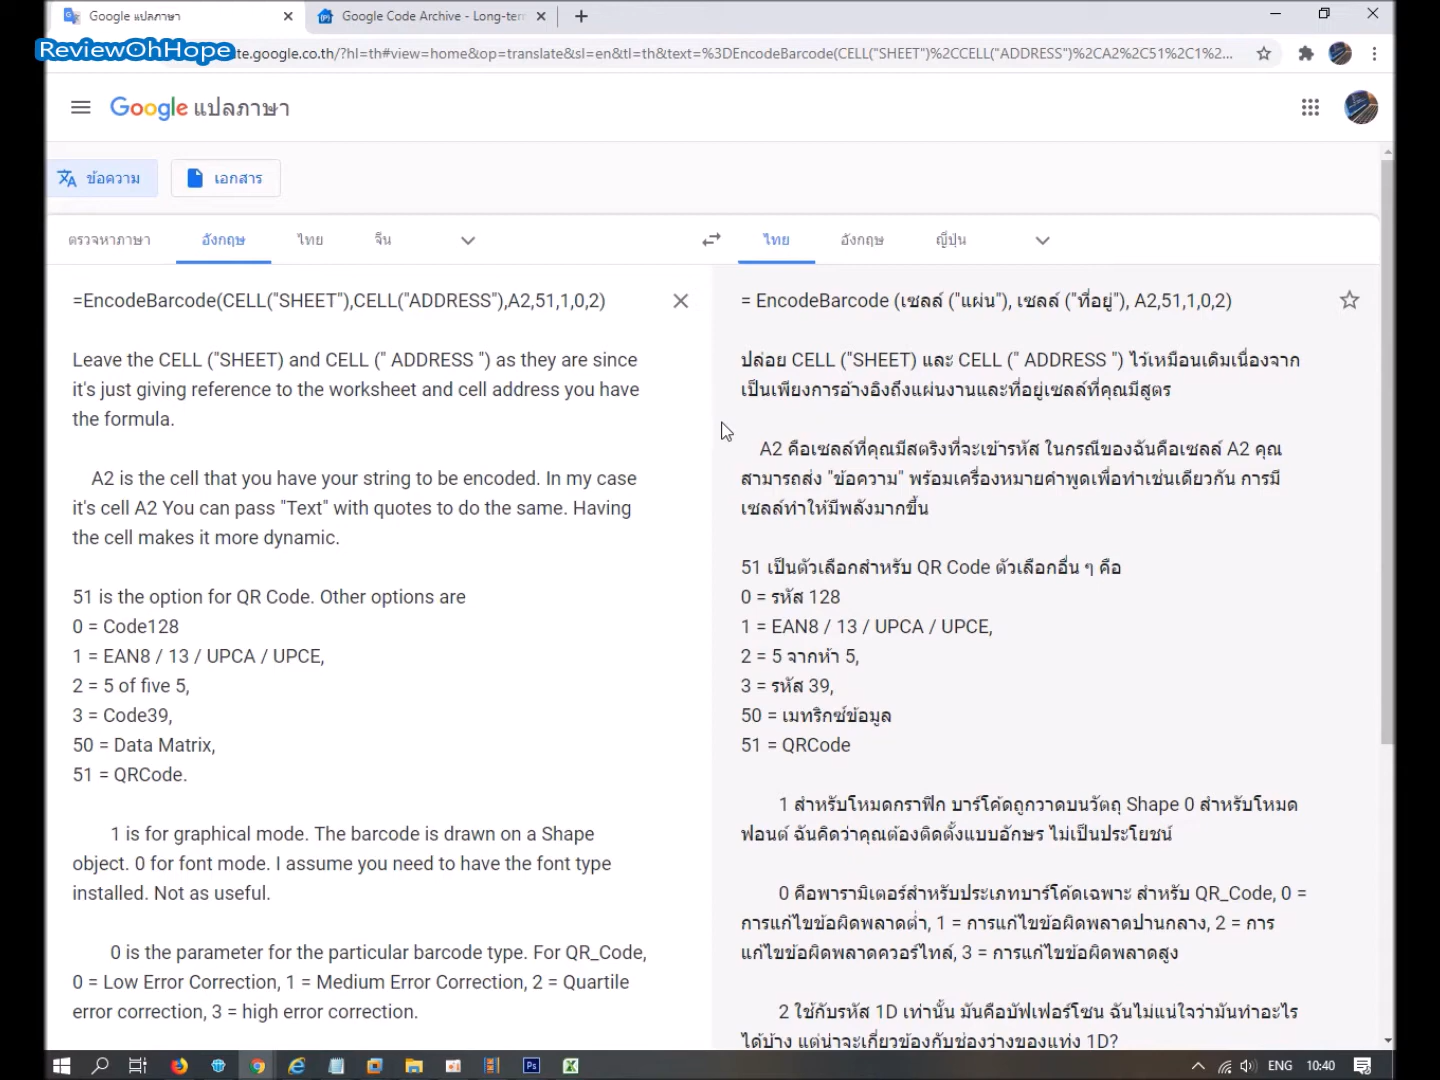 Google แปลภาษา
Google Code Archive - Long-terr
ReviewOhHope
te.google.co.th/?hl=th#view=home&op=translate&sl=en&tl=th&text=%3DEncodeBarcode(CELL("SHEET")%2CCELL("ADDRESS")%2CA2%2C51%2C1%2...
Google แปลภาษา
ข้อความ
เอกสาร
ตรวจหาภาษา อังกฤษ ไทย จีน
ไทย อังกฤษ ญี่ปุ่น
=EncodeBarcode(CELL("SHEET"),CELL("ADDRESS"),A2,51,1,0,2)
Leave the CELL ("SHEET) and CELL (" ADDRESS ") as they are since
it's just giving reference to the worksheet and cell address you have
the formula.
A2 is the cell that you have your string to be encoded. In my case
it's cell A2 You can pass "Text" with quotes to do the same. Having
the cell makes it more dynamic.
51 is the option for QR Code. Other options are
0 = Code128
1 = EAN8 / 13 / UPCA / UPCE,
2 = 5 of five 5,
3 = Code39,
50 = Data Matrix,
51 = QRCode.
1 is for graphical mode. The barcode is drawn on a Shape
object. 0 for font mode. I assume you need to have the font type
installed. Not as useful.
0 is the parameter for the particular barcode type. For QR_Code,
0 = Low Error Correction, 1 = Medium Error Correction, 2 = Quartile
error correction, 3 = high error correction.
= EncodeBarcode (เซลล์ ("แผ่น"), เซลล์ ("ที่อยู่"), A2,51,1,0,2)
ปล่อย CELL ("SHEET) และ CELL (" ADDRESS ") ไว้เหมือนเดิมเนื่องจาก
เป็นเพียงการอ้างอิงถึงแผ่นงานและที่อยู่เซลล์ที่คุณมีสูตร
A2 คือเซลล์ที่คุณมีสตริงที่จะเข้ารหัส ในกรณีของฉันคือเซลล์ A2 คุณ
สามารถส่ง "ข้อความ" พร้อมเครื่องหมายคำพูดเพื่อทำเช่นเดียวกัน การมี
เซลล์ทำให้มีพลังมากขึ้น
51 เป็นตัวเลือกสำหรับ QR Code ตัวเลือกอื่น ๆ คือ
0 = รหัส 128
1 = EAN8 / 13 / UPCA / UPCE,
2 = 5 จากห้า 5,
3 = รหัส 39,
50 = เมทริกซ์ข้อมูล
51 = QRCode
1 สำหรับโหมดกราฟิก บาร์โค้ดถูกวาดบนวัตถุ Shape 0 สำหรับโหมด
ฟอนต์ ฉันคิดว่าคุณต้องติดตั้งแบบอักษร ไม่เป็นประโยชน์
0 คือพารามิเตอร์สำหรับประเภทบาร์โค้ดเฉพาะ สำหรับ QR_Code, 0 =
การแก้ไขข้อผิดพลาดต่ำ, 1 = การแก้ไขข้อผิดพลาดปานกลาง, 2 = การ
แก้ไขข้อผิดพลาดควอร์ไทล์, 3 = การแก้ไขข้อผิดพลาดสูง
2 ใช้กับรหัส 1D เท่านั้น มันคือบัฟเฟอร์โซน ฉันไม่แน่ใจว่ามันทำอะไร
ได้บ้าง แต่น่าจะเกี่ยวข้องกับช่องว่างของแท่ง 1D?
ENG 10:40